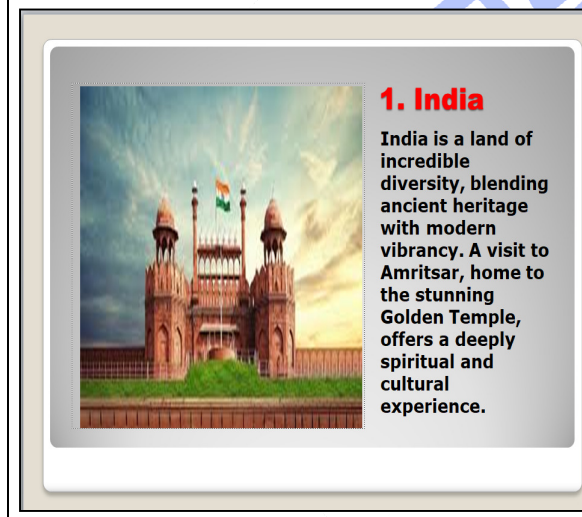 1. India
India is a land of
incredible
diversity, blending
ancient heritage
with modern
vibrancy. A visit to
Amritsar, home to
the stunning
Golden Temple,
offers a deeply
spiritual and
cultural
experience.